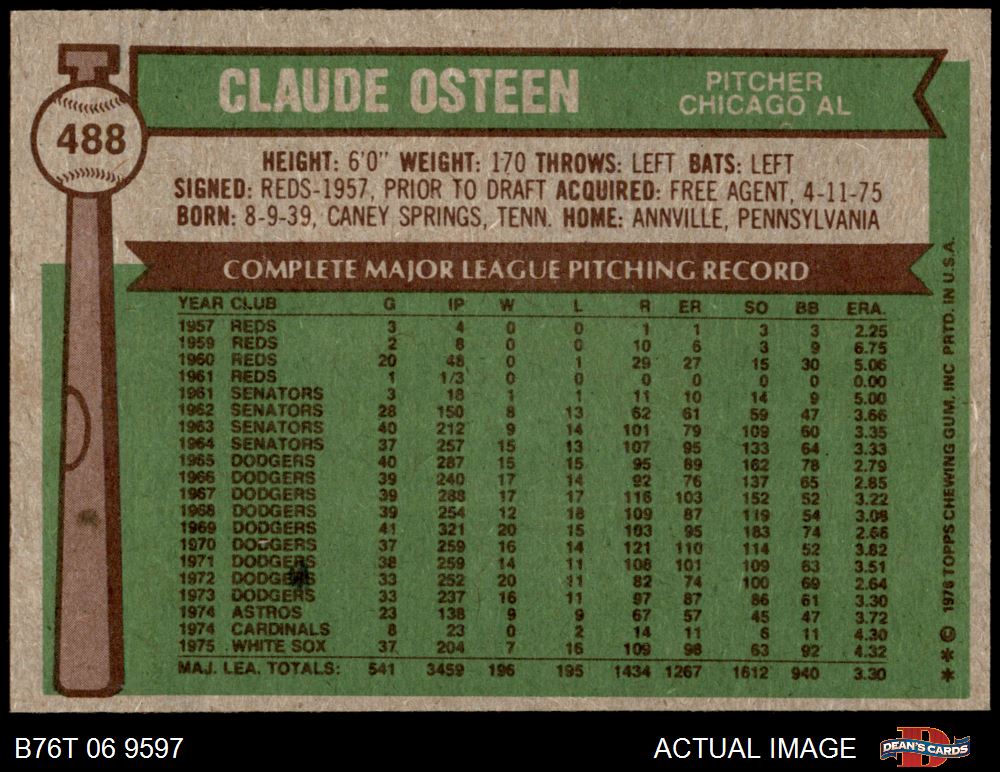 488
CLAUDE OSTEEN
PITCHER
CHICAGO AL
HEIGHT: 6'0" WEIGHT: 170 THROWS: LEFT BATS: LEFT
SIGNED: REDS-1957, PRIOR TO DRAFT ACQUIRED: FREE AGENT, 4-11-75
BORN: 8-9-39, CANEY SPRINGS, TENN. HOME: ANNVILLE, PENNSYLVANIA
COMPLETE MAJOR LEAGUE PITCHING RECORD
YEAR CLUB G IP W L R ER SO BB ERA.
1957 REDS 3 4 0 0 1 1 3 3 2.25
1959 REDS 2 8 0 0 10 6 3 9 6.75
1960 REDS 20 48 0 1 29 27 15 30 5.06
1961 REDS 1 1/3 0 0 0 0 0 0 0.00
1961 SENATORS 3 18 1 1 11 10 14 9 5.00
1962 SENATORS 28 150 8 13 62 61 59 47 3.66
1963 SENATORS 40 212 9 14 101 79 109 60 3.35
1964 SENATORS 37 257 15 13 107 95 133 64 3.33
1965 DODGERS 40 287 15 15 95 89 162 78 2.79
1966 DODGERS 39 240 17 14 92 76 137 65 2.85
1967 DODGERS 39 288 17 17 116 103 152 52 3.22
1968 DODGERS 39 254 12 18 109 87 119 54 3.08
1969 DODGERS 41 321 20 15 103 95 183 74 2.66
1970 DODGERS 37 259 16 14 121 110 114 52 3.82
1971 DODGERS 38 259 14 11 108 101 109 63 3.51
1972 DODGERS 33 252 20 11 82 74 100 69 2.64
1973 DODGERS 33 237 16 11 97 87 86 61 3.30
1974 ASTROS 23 138 9 9 67 57 45 47 3.72
1974 CARDINALS 8 23 0 2 14 11 6 11 4.30
1975 WHITE SOX 37 204 7 16 109 98 63 92 4.32
MAJ. LEA. TOTALS: 541 3459 196 195 1434 1267 1612 940 3.30
* * © 1976 TOPPS CHEWING GUM, INC PRTD. IN U.S.A.
B76T 06 9597
ACTUAL IMAGE
DEAN'S CARDS